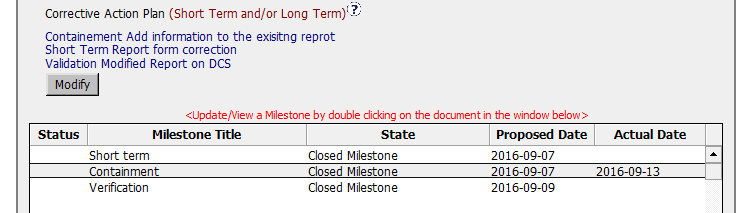 Corrective Action Plan (Short Term and/or Long Term) ?
Containement Add information to the exisitng reprot
Short Term Report form correction
Validation Modified Report on DCS
Modify
<Update/View a Milestone by double clicking on the document in the window below>
Status Milestone Title State Proposed Date Actual Date
Short term Closed Milestone 2016-09-07
Containment Closed Milestone 2016-09-07 2016-09-13
Verification Closed Milestone 2016-09-09